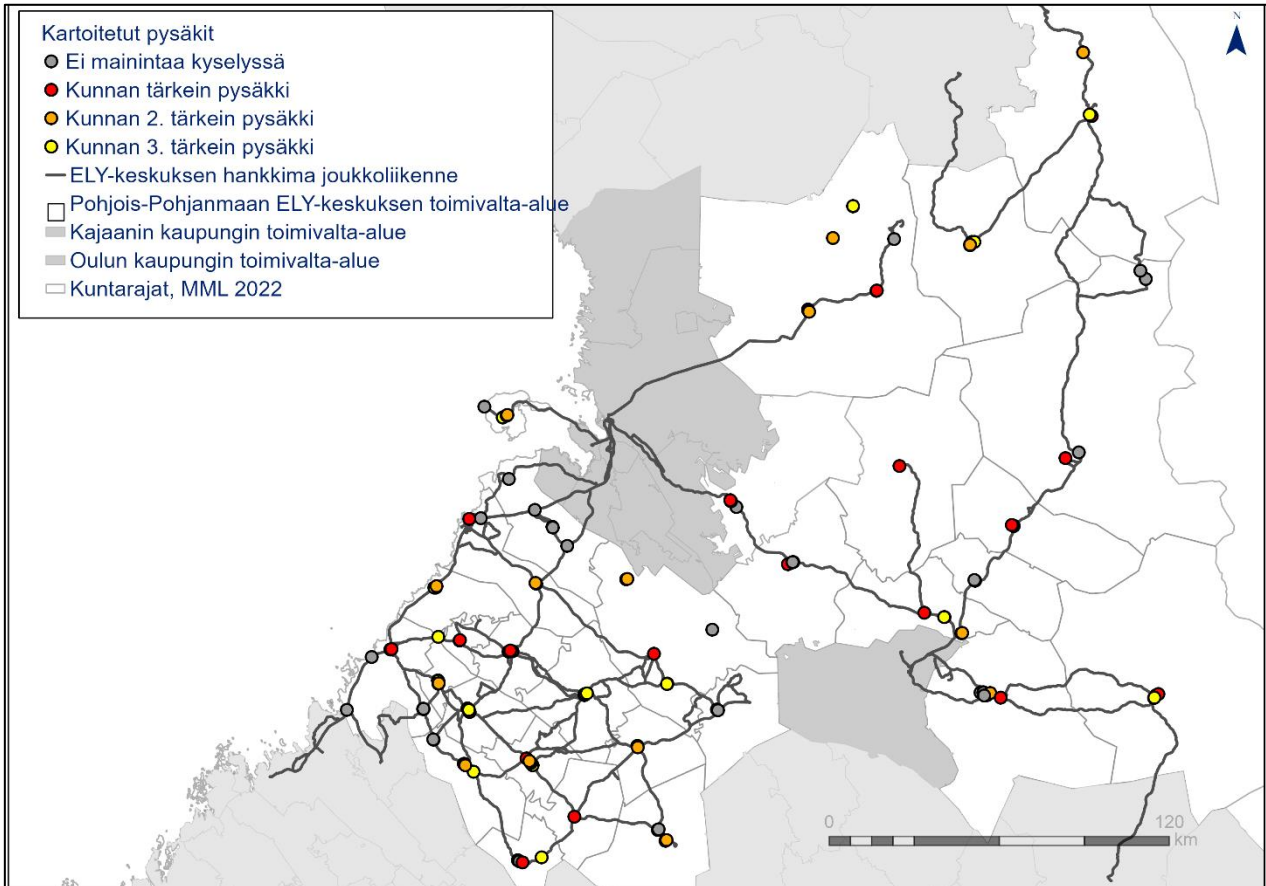 Kartoitetut pysäkit
Ei mainintaa kyselyssä
Kunnan tärkein pysäkki
Kunnan 2. tärkein pysäkki
Kunnan 3. tärkein pysäkki
ELY-keskuksen hankkima joukkoliikenne
Pohjois-Pohjanmaan ELY-keskuksen toimivalta-alue
Kajaanin kaupungin toimivalta-alue
Oulun kaupungin toimivalta-alue
Kuntarajat, MML 2022
N
0 120
km